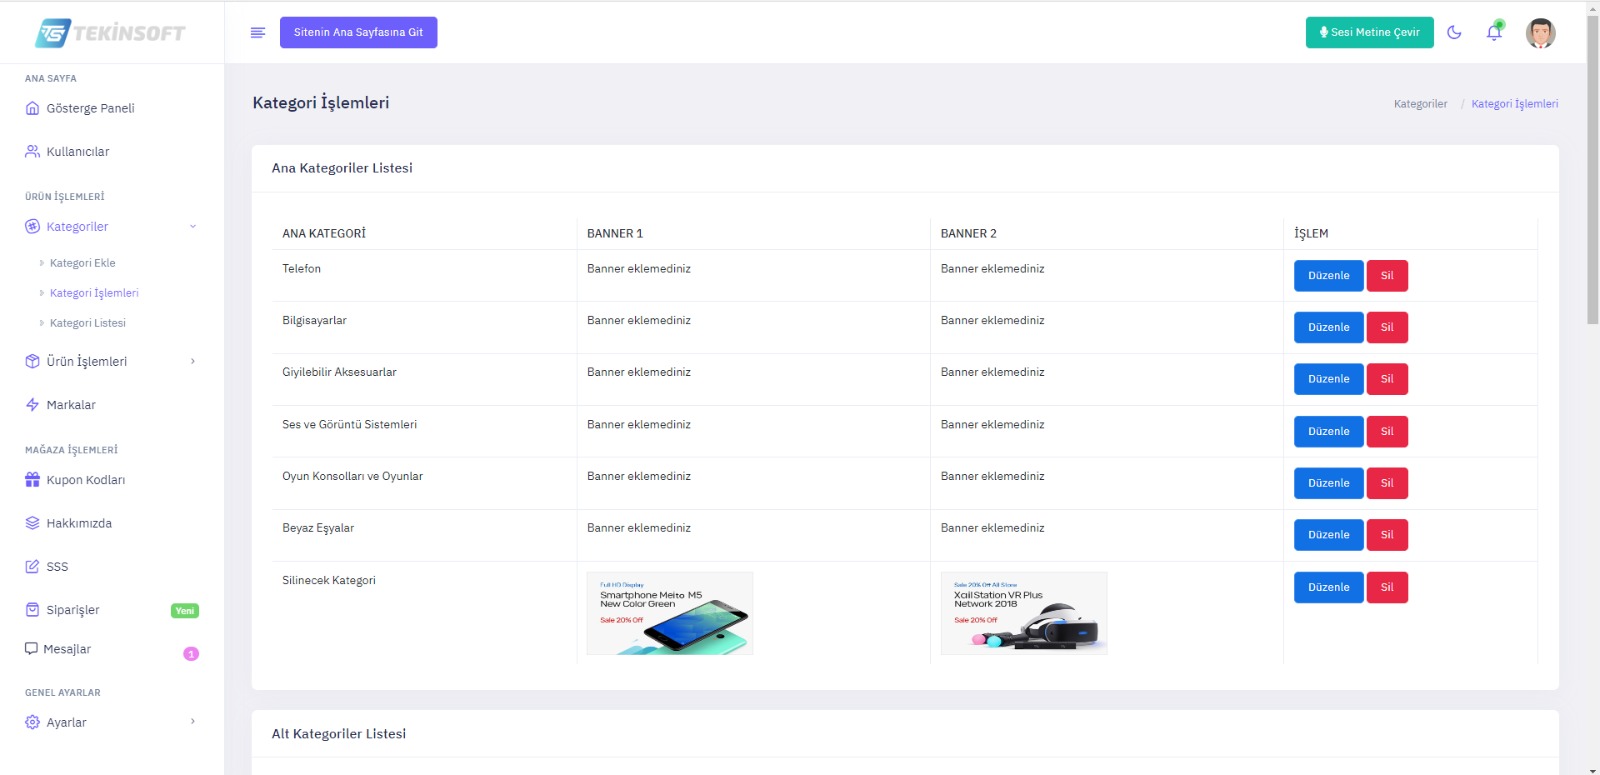 TEKİNSOFT
Sitenin Ana Sayfasına Git
Sesi Metine Çevir
ANA SAYFA
Gösterge Paneli
Kullanıcılar
ÜRÜN İŞLEMLERİ
Kategoriler
Kategori Ekle
Kategori İşlemleri
Kategori Listesi
Ürün İşlemleri
Markalar
MAĞAZA İŞLEMLERİ
Kupon Kodları
Hakkımızda
SSS
Siparişler Yeni
Mesajlar 1
GENEL AYARLAR
Ayarlar
Kategori İşlemleri
Kategoriler / Kategori İşlemleri
Ana Kategoriler Listesi
ANA KATEGORİ BANNER 1 BANNER 2 İŞLEM
Telefon Banner eklemediniz Banner eklemediniz Düzenle Sil
Bilgisayarlar Banner eklemediniz Banner eklemediniz Düzenle Sil
Giyilebilir Aksesuarlar Banner eklemediniz Banner eklemediniz Düzenle Sil
Ses ve Görüntü Sistemleri Banner eklemediniz Banner eklemediniz Düzenle Sil
Oyun Konsolları ve Oyunlar Banner eklemediniz Banner eklemediniz Düzenle Sil
Beyaz Eşyalar Banner eklemediniz Banner eklemediniz Düzenle Sil
Silinecek Kategori Düzenle Sil
Full HD Display
Smartphone Meito M5
New Color Green
Sale 20% Off
Sale 20% Off All Store
Xcill Station VR Plus
Network 2018
Sale 20% Off
Alt Kategoriler Listesi